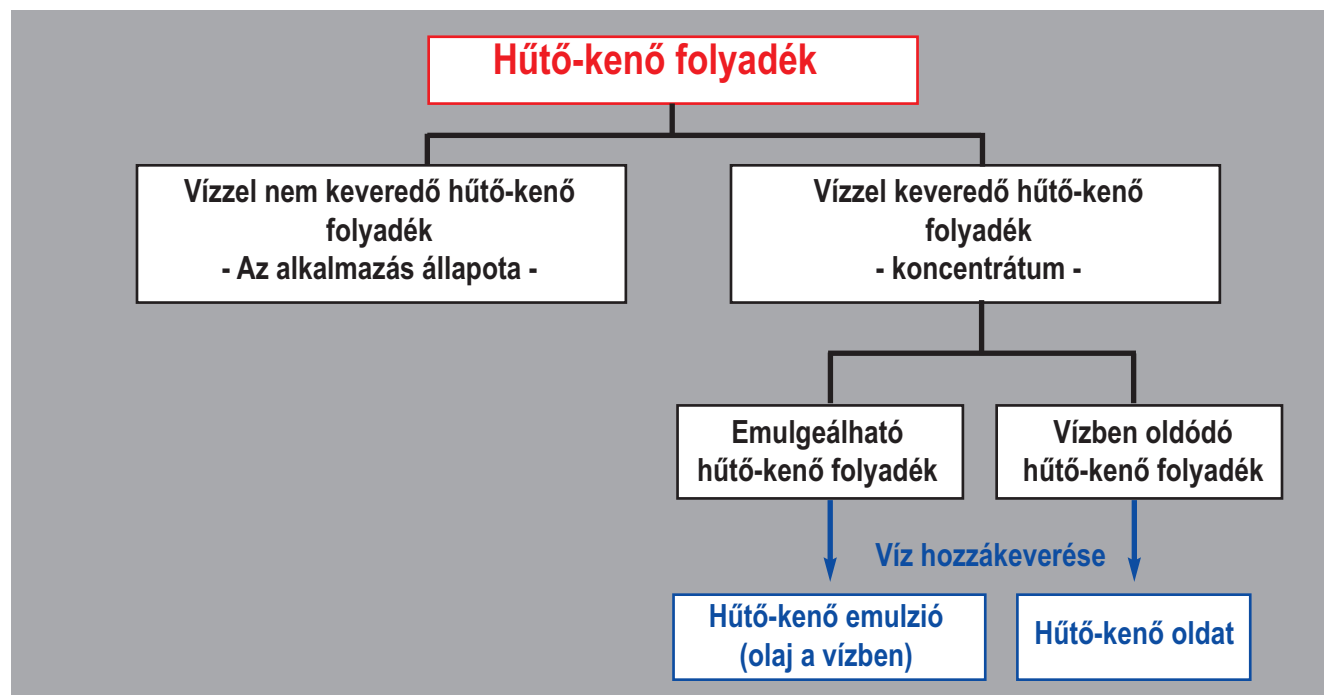 Hűtő-kenő folyadék
Vízzel nem keveredő hűtő-kenő
folyadék
- Az alkalmazás állapota -
Vízzel keveredő hűtő-kenő
folyadék
- koncentrátum -
Emulgeálható
hűtő-kenő folyadék
Vízben oldódó
hűtő-kenő folyadék
Víz hozzákeverése
Hűtő-kenő emulzió
(olaj a vízben)
Hűtő-kenő oldat